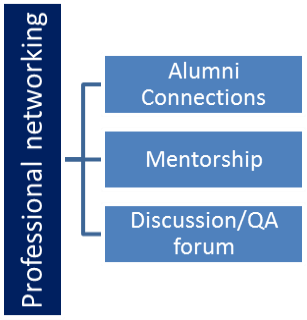 Professional networking
Alumni
Connections
Mentorship
Discussion/QA
forum